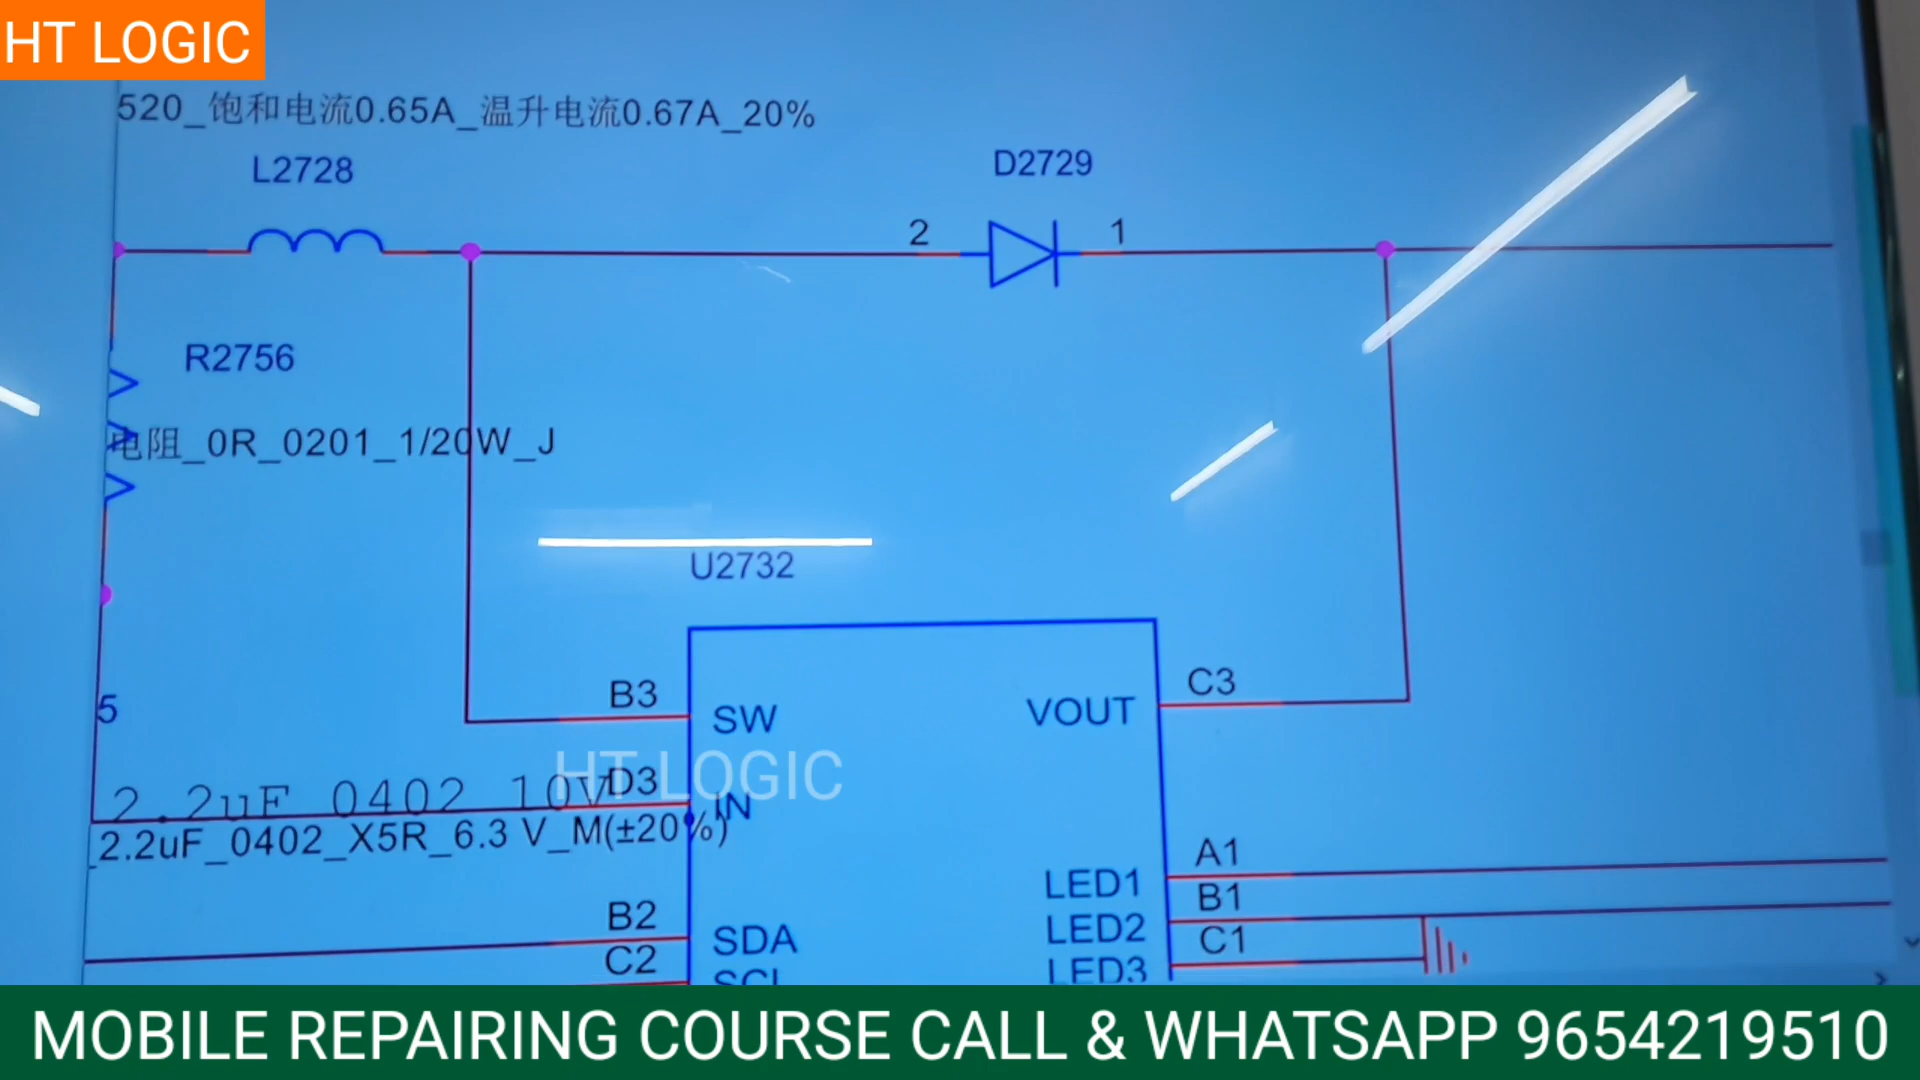 HT LOGIC
520_饱和电流0.65A_温升电流0.67A_20%
L2728
D2729
2
1
R2756
电阻_0R_0201_1/20W_J
U2732
B3
SW
VOUT
C3
5
HT LOGIC
2.2uF_0402_10V
D3
IN
2.2uF_0402_X5R_6.3 V_M(±20%)
A1
LED1
B1
B2
LED2
SDA
C1
C2
LED3
SCL
MOBILE REPAIRING COURSE CALL & WHATSAPP 9654219510